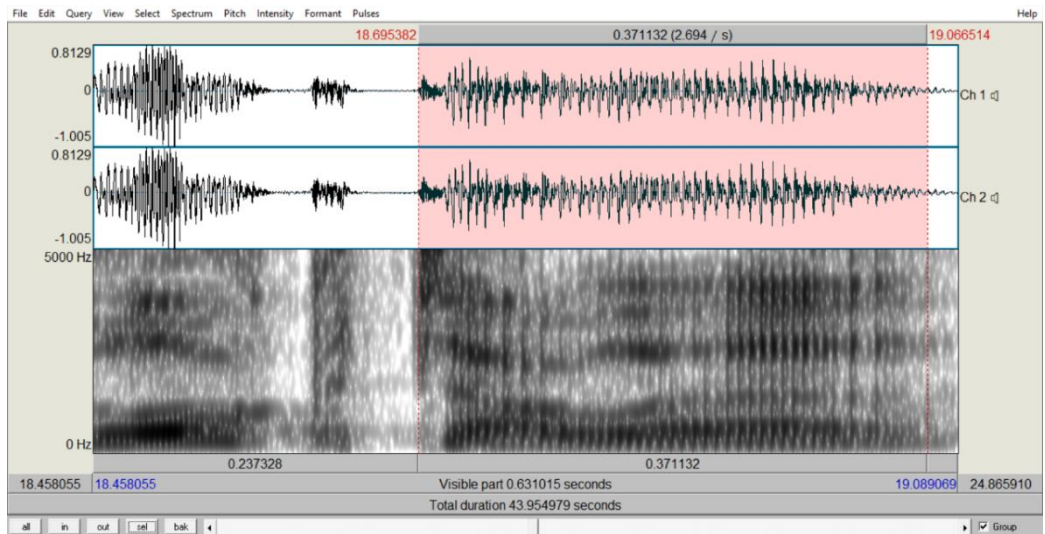 File Edit Query View Select Spectrum Pitch Intensity Formant Pulses Help
18.695382 0.371132 (2.694 / s) 19.066514
0.8129
0
-1.005
Ch 1
0.8129
0
-1.005
Ch 2
5000 Hz
0 Hz
0.237328 0.371132
18.458055 18.458055 Visible part 0.631015 seconds 19.089069 24.865910
Total duration 43.954979 seconds
all in out sel bak Group